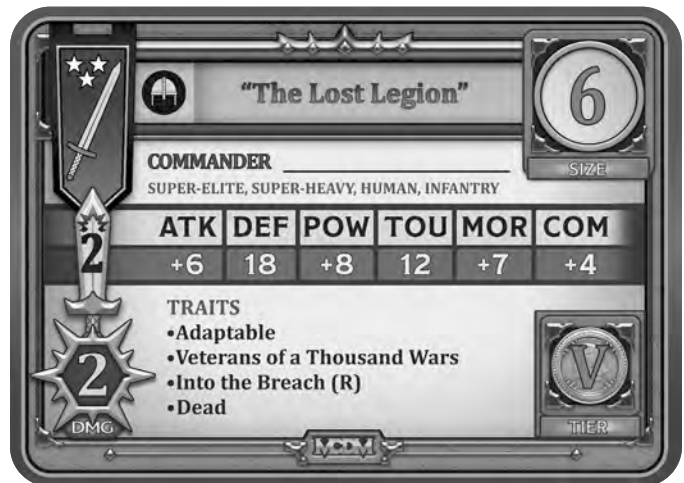 “The Lost Legion”
6
SIZE
COMMANDER
SUPER-ELITE, SUPER-HEAVY, HUMAN, INFANTRY
ATK DEF POW TOU MOR COM
2
+6 18 +8 12 +7 +4
TRAITS
•Adaptable
•Veterans of a Thousand Wars
•Into the Breach (R)
•Dead
2
DMG
V
TIER
MCDM